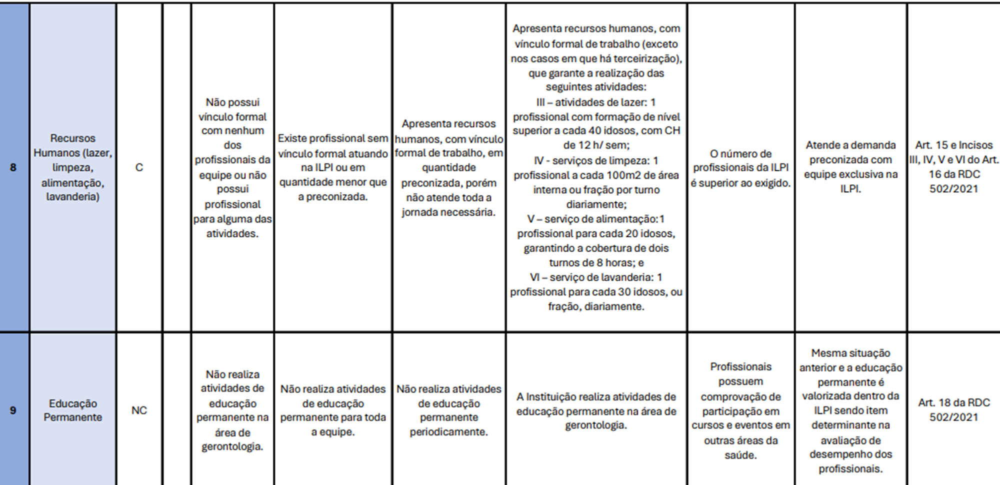 8
Recursos
Humanos (lazer,
limpeza,
alimentação,
lavanderia)
C
Não possui
vínculo formal
com nenhum
dos
profissionais da
equipe ou não
possui
profissional
para alguma das
atividades.
Existe profissional sem
vínculo formal atuando
na ILPI ou em
quantidade menor que
a preconizada.
Apresenta recursos
humanos, com vínculo
formal de trabalho, em
quantidade
preconizada, porém
não atende toda a
jornada necessária.
Apresenta recursos humanos, com
vínculo formal de trabalho (exceto
nos casos em que há terceirização),
que garante a realização das
seguintes atividades:
III – atividades de lazer: 1
profissional com formação de nível
superior a cada 40 idosos, com CH
de 12 h/ sem;
IV - serviços de limpeza: 1
profissional a cada 100m2 de área
interna ou fração por turno
diariamente;
V – serviço de alimentação:1
profissional para cada 20 idosos,
garantindo a cobertura de dois
turnos de 8 horas; e
VI – serviço de lavanderia: 1
profissional para cada 30 idosos, ou
fração, diariamente.
O número de
profissionais da ILPI
é superior ao exigido.
Atende a demanda
preconizada com
equipe exclusiva na
ILPI.
Art. 15 e Incisos
III, IV, V e VI do Art.
16 da RDC
502/2021
9
Educação
Permanente
NC
Não realiza
atividades de
educação
permanente na
área de
gerontologia.
Não realiza atividades
de educação
permanente para toda
a equipe.
Não realiza atividades
de educação
permanente
periodicamente.
A Instituição realiza atividades de
educação permanente na área de
gerontologia.
Profissionais
possuem
comprovação de
participação em
cursos e eventos em
outras áreas da
saúde.
Mesma situação
anterior e a educação
permanente é
valorizada dentro da
ILPI sendo item
determinante na
avaliação de
desempenho dos
profissionais.
Art. 18 da RDC
502/2021